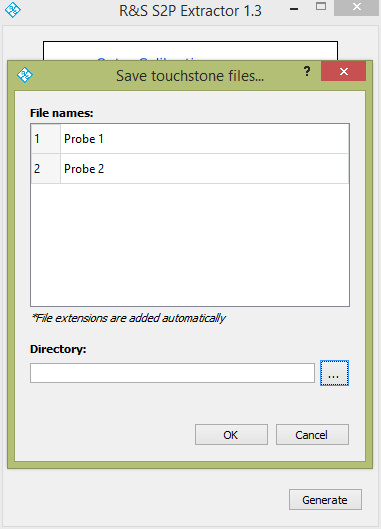 R&S S2P Extractor 1.3
Save touchstone files...
?
File names:
1 Probe 1
2 Probe 2
*File extensions are added automatically
Directory:
...
OK Cancel
Generate